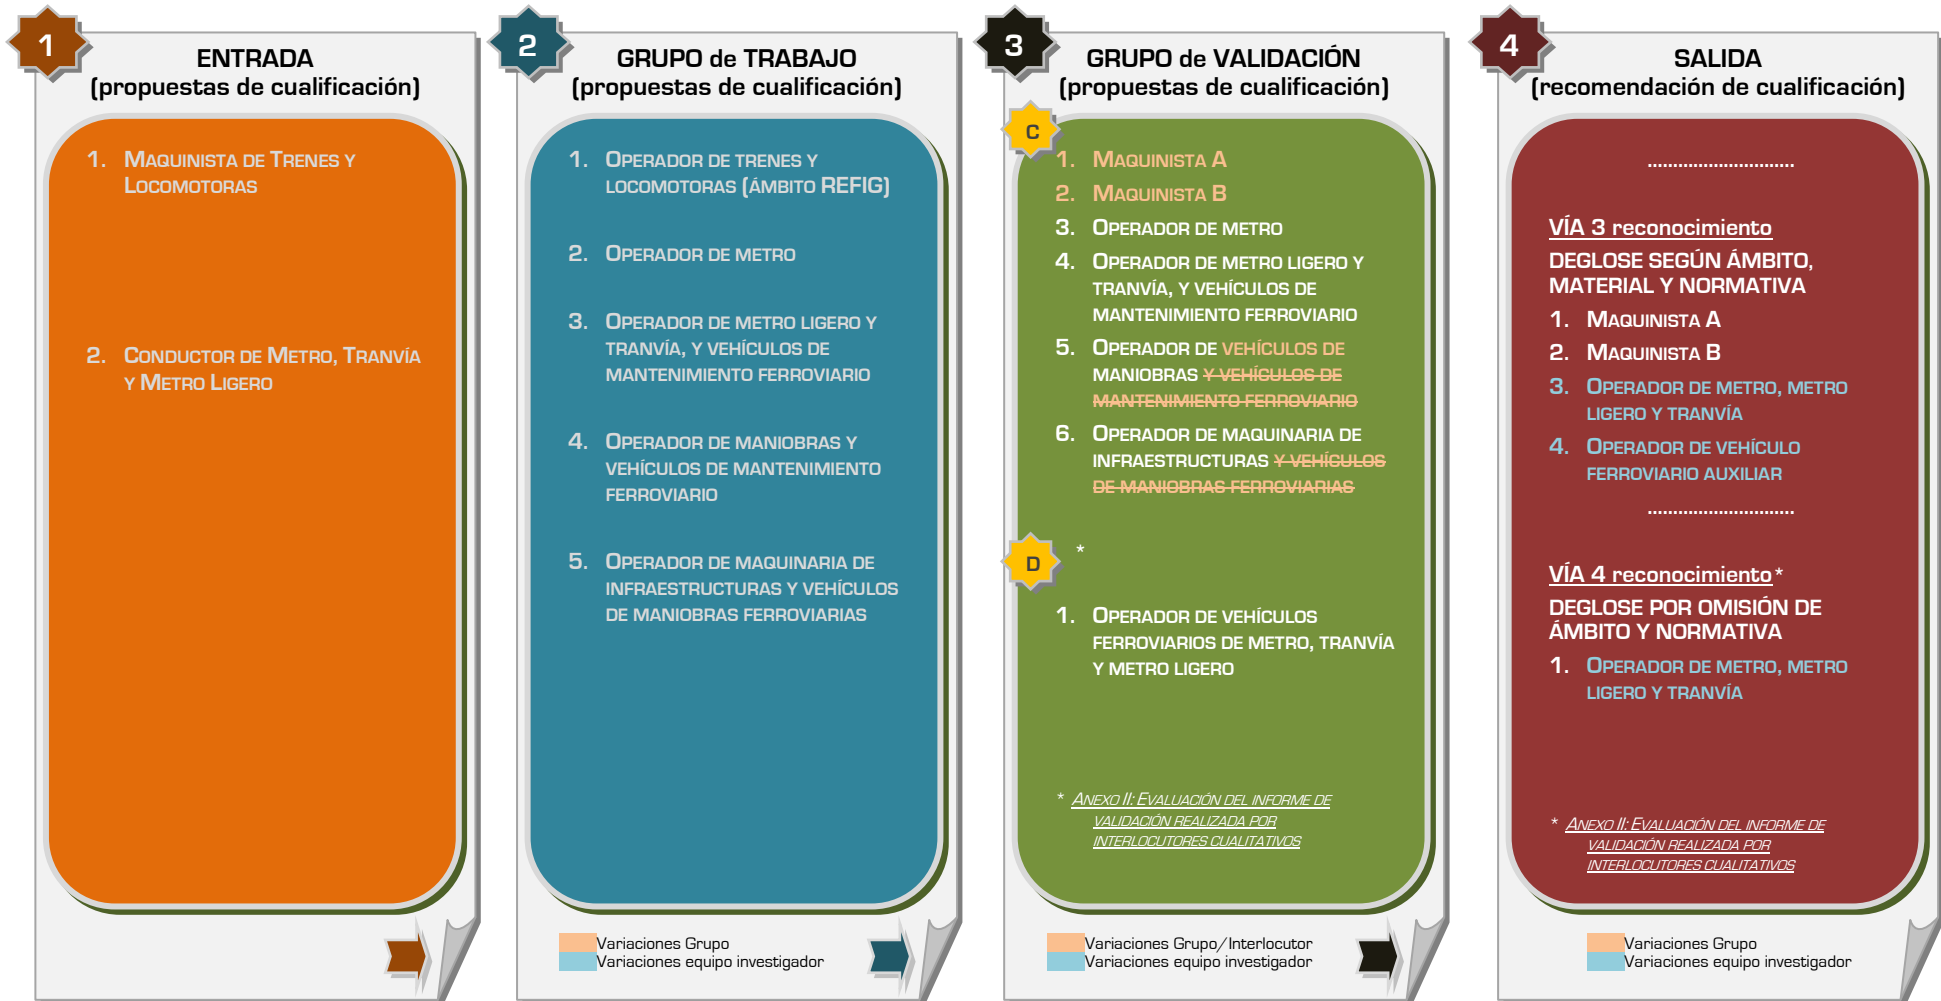 1
ENTRADA
(propuestas de cualificación)
1. Maquinista de Trenes y
Locomotoras
2. Conductor de Metro, Tranvía
y Metro Ligero
2
GRUPO de TRABAJO
(propuestas de cualificación)
1. Operador de trenes y
locomotoras (ámbito REFIG)
2. Operador de metro
3. Operador de metro ligero y
tranvía, y vehículos de
mantenimiento ferroviario
4. Operador de maniobras y
vehículos de mantenimiento
ferroviario
5. Operador de maquinaria de
infraestructuras y vehículos
de maniobras ferroviarias
Variaciones Grupo
Variaciones equipo investigador
3
GRUPO de VALIDACIÓN
(propuestas de cualificación)
C
1. Maquinista A
2. Maquinista B
3. Operador de metro
4. Operador de metro ligero y
tranvía, y vehículos de
mantenimiento ferroviario
5. Operador de vehículos de
maniobras y vehículos de
mantenimiento ferroviario
6. Operador de maquinaria de
infraestructuras y vehículos
de maniobras ferroviarias
D
*
1. Operador de vehículos
ferroviarios de metro, tranvía
y metro ligero
* Anexo II: Evaluación del informe de
validación realizada por
interlocutores cualitativos
Variaciones Grupo/Interlocutor
Variaciones equipo investigador
4
SALIDA
(recomendación de cualificación)
............................
VÍA 3 reconocimiento
DEGLOSE SEGÚN ÁMBITO,
MATERIAL Y NORMATIVA
1. Maquinista A
2. Maquinista B
3. Operador de metro, metro
ligero y tranvía
4. Operador de vehículo
ferroviario auxiliar
............................
VÍA 4 reconocimiento*
DEGLOSE POR OMISIÓN DE
ÁMBITO Y NORMATIVA
1. Operador de metro, metro
ligero y tranvía
* Anexo II: Evaluación del informe de
validación realizada por
interlocutores cualitativos
Variaciones Grupo
Variaciones equipo investigador